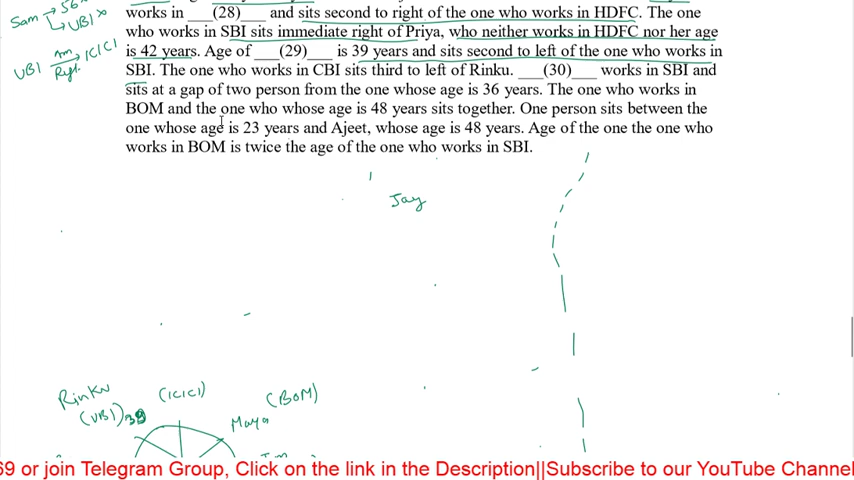 works in ___(28)___ and sits second to right of the one who works in HDFC. The one
who works in SBI sits immediate right of Priya, who neither works in HDFC nor her age
is 42 years. Age of ___(29)___ is 39 years and sits second to left of the one who works in
SBI. The one who works in CBI sits third to left of Rinku. ___(30)___ works in SBI and
sits at a gap of two person from the one whose age is 36 years. The one who works in
BOM and the one who whose age is 48 years sits together. One person sits between the
one whose age is 23 years and Ajeet, whose age is 48 years. Age of the one the one who
works in BOM is twice the age of the one who works in SBI.
Sam → 56 x
UBI x
UBI → ICICI
Jay
Rinku (ICICI) (BOM)
(UBI) 39 Maya
69 or join Telegram Group, Click on the link in the Description||Subscribe to our YouTube Channel